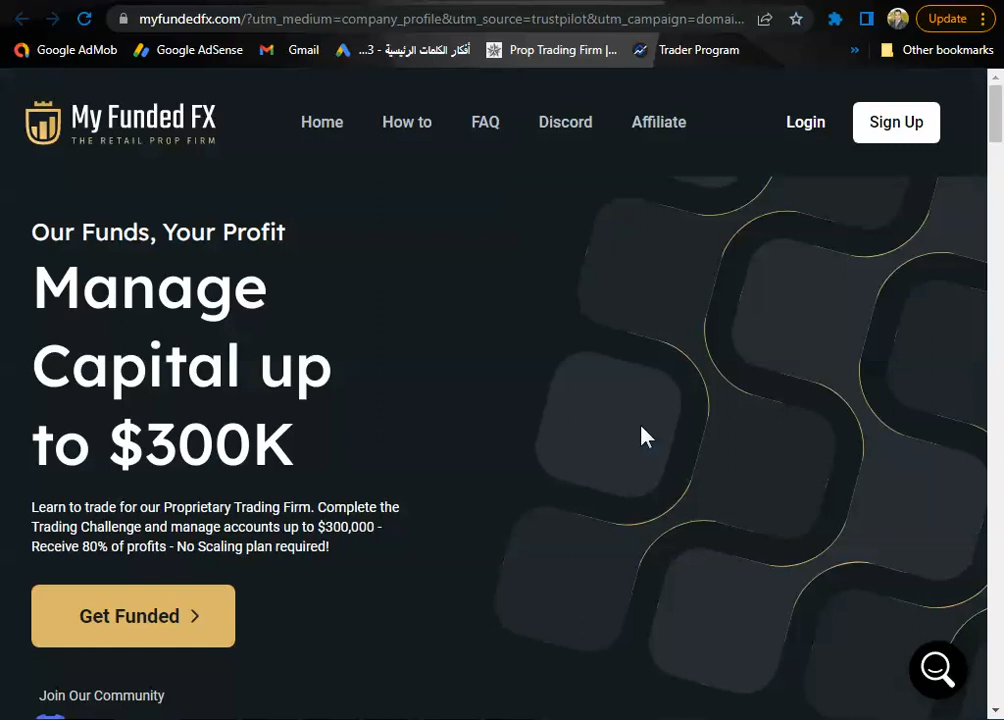 myfundedfx.com/?utm_medium=company_profile&utm_source=trustpilot&utm_campaign=domai...
Update
Google AdMob
Google AdSense
Gmail
أفكار الكلمات الرئيسية - 3...
Prop Trading Firm |...
Trader Program
»
Other bookmarks
My Funded FX
THE RETAIL PROP FIRM
Home
How to
FAQ
Discord
Affiliate
Login
Sign Up
Our Funds, Your Profit
Manage
Capital up
to $300K
Learn to trade for our Proprietary Trading Firm. Complete the
Trading Challenge and manage accounts up to $300,000 -
Receive 80% of profits - No Scaling plan required!
Get Funded
Join Our Community